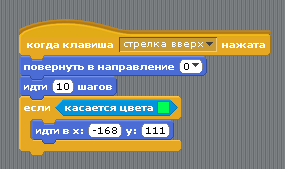 когда клавиша стрелка вверх нажата
повернуть в направление 0
идти 10 шагов
если касается цвета
идти в x: -168 y: 111